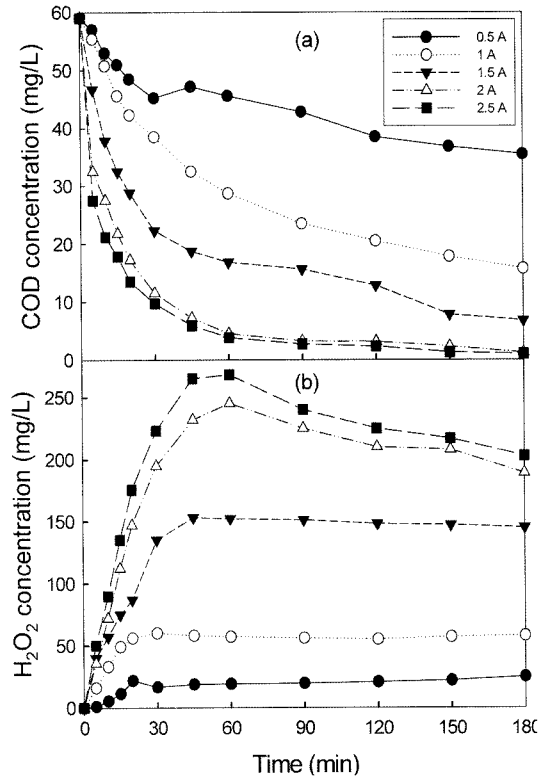 (a)
0.5 A
1 A
1.5 A
2 A
2.5 A
60
50
40
30
20
10
0
COD concentration (mg/L)
(b)
250
200
150
100
50
0
H₂O₂ concentration (mg/L)
0 30 60 90 120 150 180
Time (min)